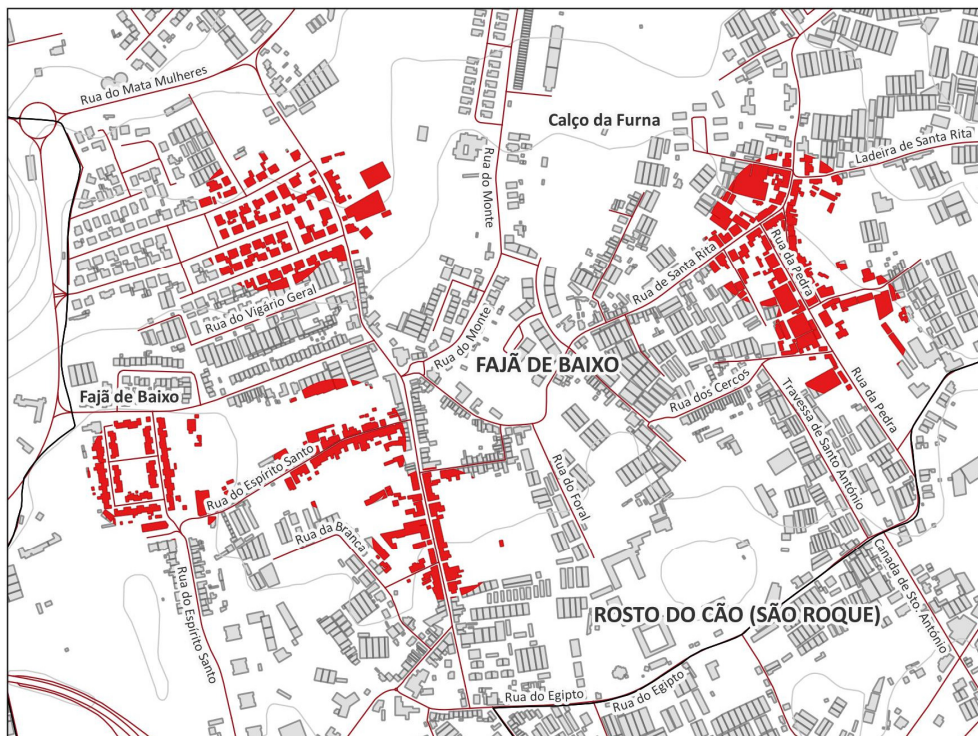 Rua do Mata Mulheres
Calço da Furna
Ladeira de Santa Rita
Rua do Monte
Rua de Santa Rita
Rua da Pedra
Rua do Vigário Geral
Rua do Monte
FAJÃ DE BAIXO
Fajã de Baixo
Rua dos Cercos
Rua da Pedra
Travessa de Santo António
Rua do Espírito Santo
Rua do Foral
Rua da Branca
Rua do Espírito Santo
Canada de Sto. António
ROSTO DO CÃO (SÃO ROQUE)
Rua do Egipto
Rua do Egipto